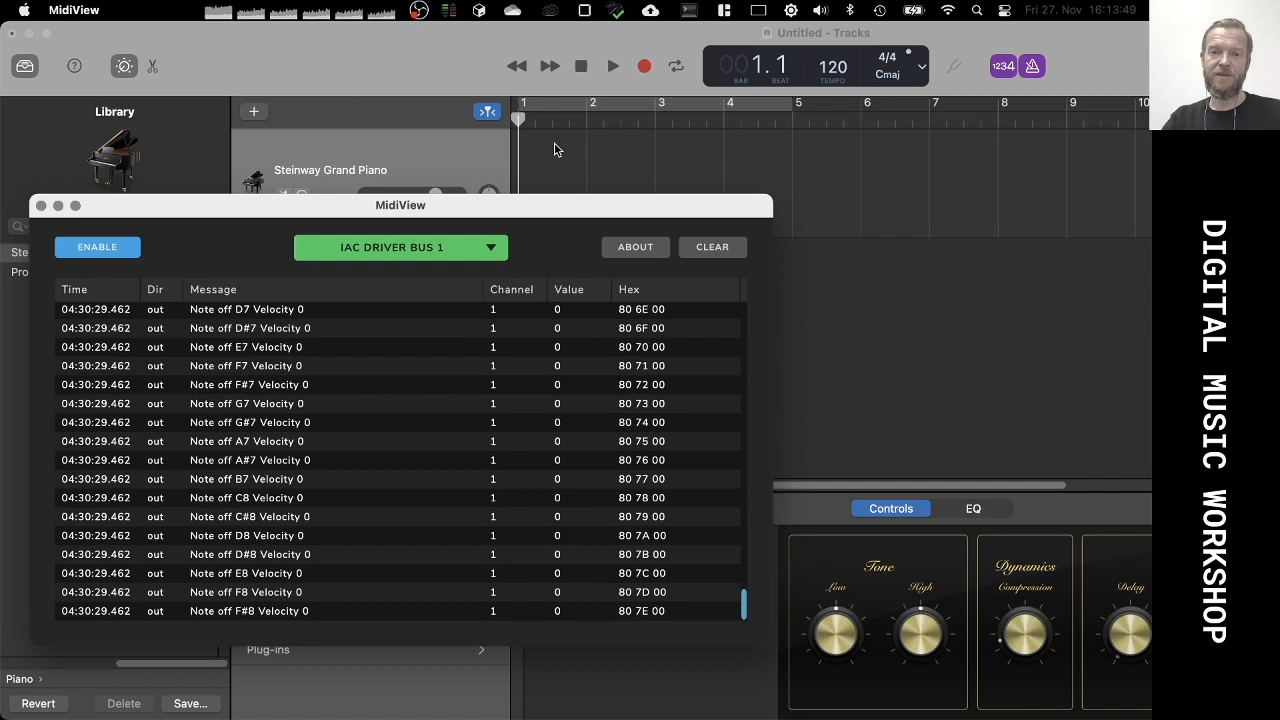 MidiView
Fri 27. Nov 16:13:49
Untitled - Tracks
001.1
BAR
BEAT
120
TEMPO
4/4
Cmaj
1234
Library
1 2 3 4 5 6 7 8 9 10
Steinway Grand Piano
MidiView
ENABLE
IAC DRIVER BUS 1
ABOUT
CLEAR
Ste
Pro
Time Dir Message Channel Value Hex
04:30:29.462 out Note off D7 Velocity 0 1 0 80 6E 00
04:30:29.462 out Note off D#7 Velocity 0 1 0 80 6F 00
04:30:29.462 out Note off E7 Velocity 0 1 0 80 70 00
04:30:29.462 out Note off F7 Velocity 0 1 0 80 71 00
04:30:29.462 out Note off F#7 Velocity 0 1 0 80 72 00
04:30:29.462 out Note off G7 Velocity 0 1 0 80 73 00
04:30:29.462 out Note off G#7 Velocity 0 1 0 80 74 00
04:30:29.462 out Note off A7 Velocity 0 1 0 80 75 00
04:30:29.462 out Note off A#7 Velocity 0 1 0 80 76 00
04:30:29.462 out Note off B7 Velocity 0 1 0 80 77 00
04:30:29.462 out Note off C8 Velocity 0 1 0 80 78 00
04:30:29.462 out Note off C#8 Velocity 0 1 0 80 79 00
04:30:29.462 out Note off D8 Velocity 0 1 0 80 7A 00
04:30:29.462 out Note off D#8 Velocity 0 1 0 80 7B 00
04:30:29.462 out Note off E8 Velocity 0 1 0 80 7C 00
04:30:29.462 out Note off F8 Velocity 0 1 0 80 7D 00
04:30:29.462 out Note off F#8 Velocity 0 1 0 80 7E 00
Controls
EQ
Tone
Low
High
Dynamics
Compression
Delay
Plug-ins
Piano
Revert
Delete
Save...
DIGITAL MUSIC WORKSHOP